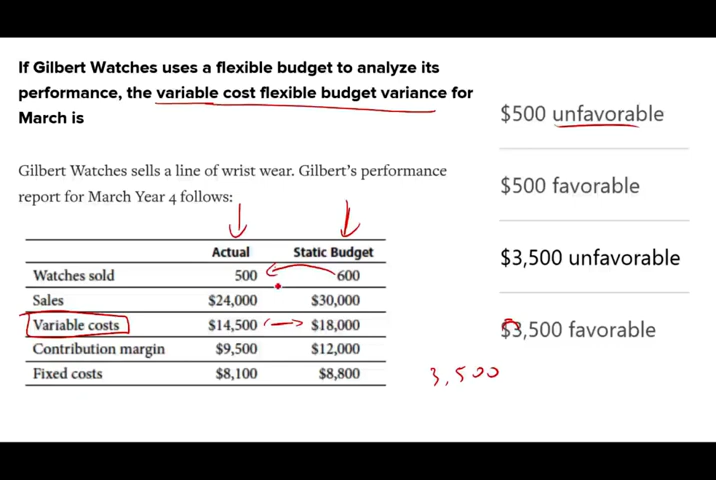 If Gilbert Watches uses a flexible budget to analyze its
performance, the variable cost flexible budget variance for
March is
Gilbert Watches sells a line of wrist wear. Gilbert's performance
report for March Year 4 follows:
Actual Static Budget
Watches sold 500 600
Sales $24,000 $30,000
Variable costs $14,500 $18,000
Contribution margin $9,500 $12,000
Fixed costs $8,100 $8,800
$500 unfavorable
$500 favorable
$3,500 unfavorable
$3,500 favorable
3,500